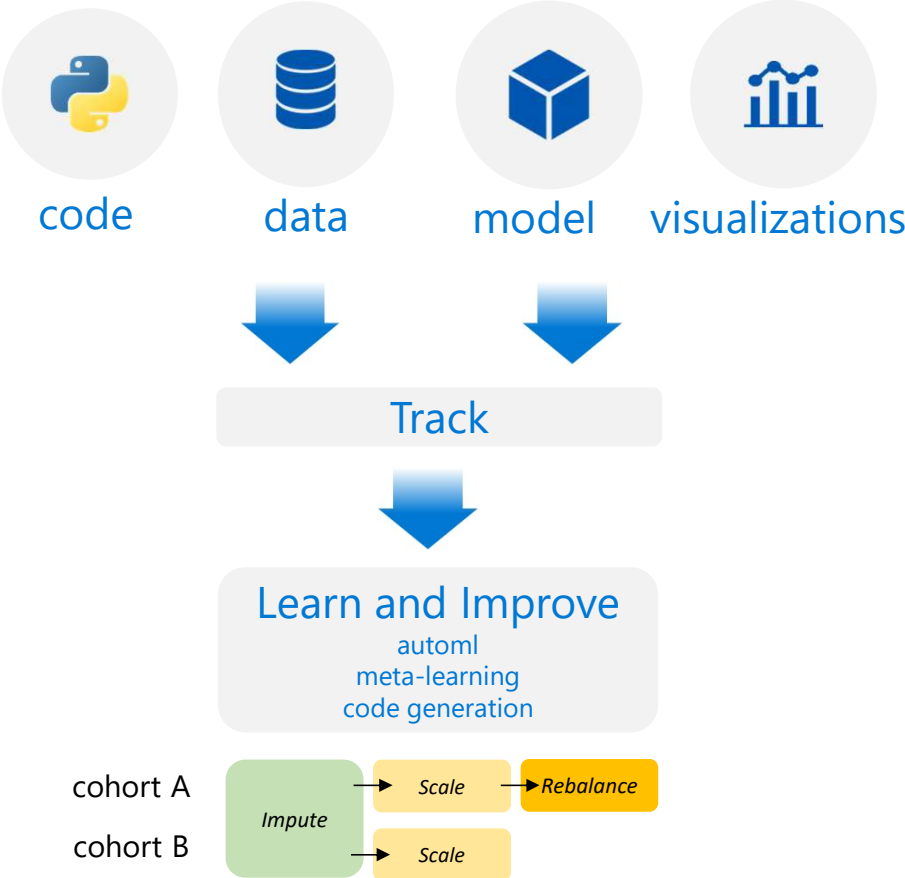 code data model visualizations
Track
Learn and Improve
automl
meta-learning
code generation
cohort A Scale Rebalance
Impute
cohort B Scale